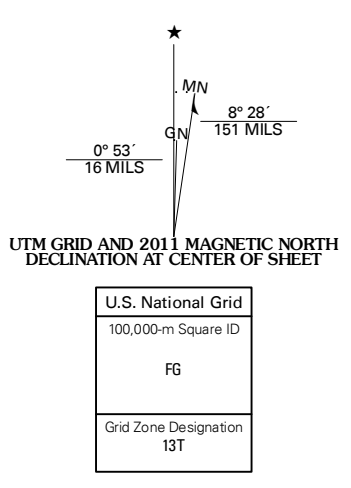 ★
MN
8° 28´
151 MILS
GN
0° 53´
16 MILS
UTM GRID AND 2011 MAGNETIC NORTH
DECLINATION AT CENTER OF SHEET
U.S. National Grid
100,000-m Square ID
FG
Grid Zone Designation
13T